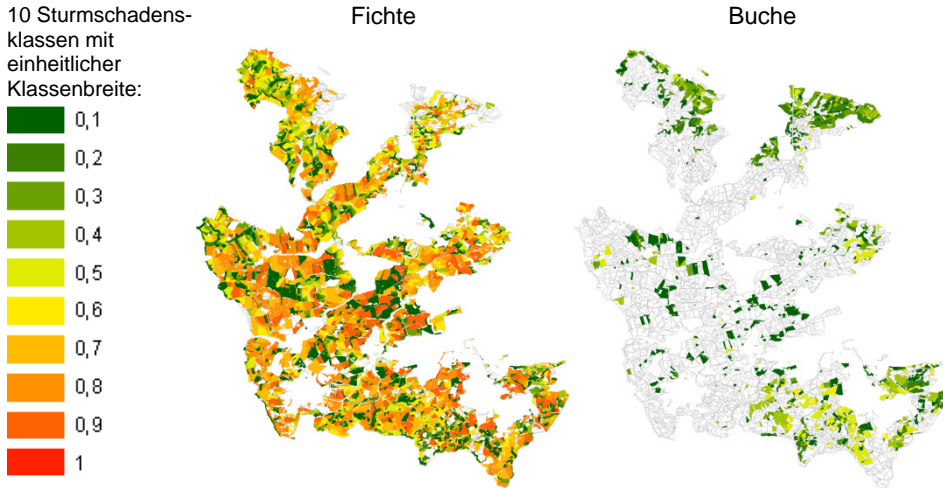 10 Sturmschadens-
klassen mit
einheitlicher
Klassenbreite:
0,1
0,2
0,3
0,4
0,5
0,6
0,7
0,8
0,9
1
Fichte
Buche